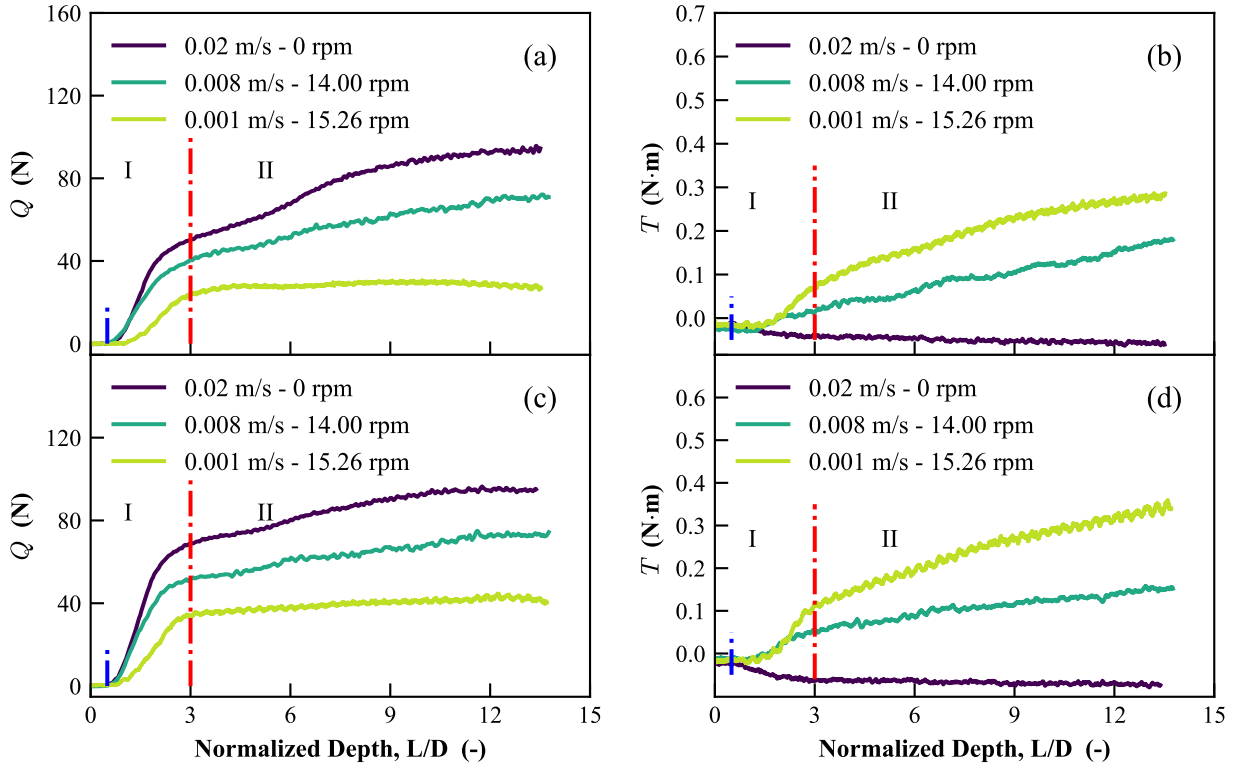 160
120
80
40
0
Q (N)
0.02 m/s - 0 rpm
0.008 m/s - 14.00 rpm
0.001 m/s - 15.26 rpm
(a)
I
II
0.7
0.6
0.5
0.4
0.3
0.2
0.1
0.0
T (N·m)
0.02 m/s - 0 rpm
0.008 m/s - 14.00 rpm
0.001 m/s - 15.26 rpm
(b)
I
II
0 3 6 9 12 15
120
80
40
0
Q (N)
0.02 m/s - 0 rpm
0.008 m/s - 14.00 rpm
0.001 m/s - 15.26 rpm
(c)
I
II
0 3 6 9 12 15
Normalized Depth, L/D (-)
0.6
0.5
0.4
0.3
0.2
0.1
0.0
T (N·m)
0.02 m/s - 0 rpm
0.008 m/s - 14.00 rpm
0.001 m/s - 15.26 rpm
(d)
I
II
0 3 6 9 12 15
Normalized Depth, L/D (-)